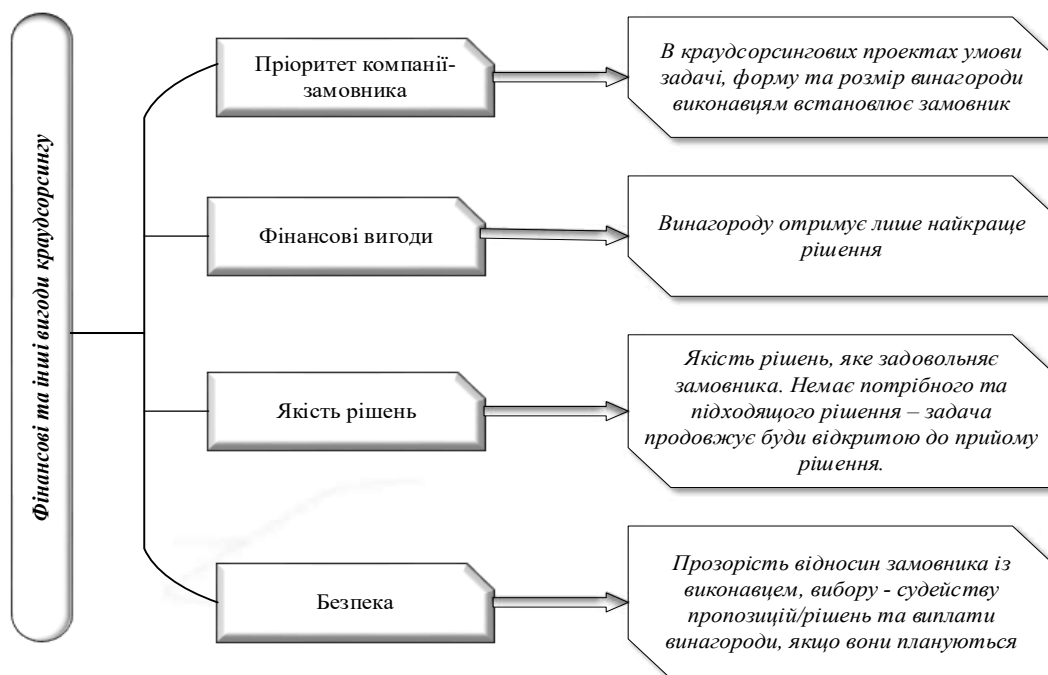 Фінансові та інші вигоди краудсорсингу
Пріоритет компанії-
замовника
В краудсорсингових проектах умови
задачі, форму та розмір винагороди
виконавцям встановлює замовник
Фінансові вигоди
Винагороду отримує лише найкраще
рішення
Якість рішень
Якість рішень, яке задовольняє
замовника. Немає потрібного та
підходящого рішення – задача
продовжує буди відкритою до прийому
рішення.
Безпека
Прозорість відносин замовника із
виконавцем, вибору - судейству
пропозицій/рішень та виплати
винагороди, якщо вони плануються